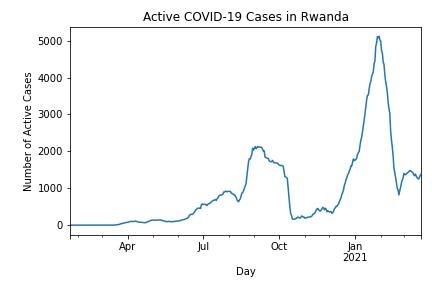 Active COVID-19 Cases in Rwanda
Number of Active Cases
5000
4000
3000
2000
1000
0
Apr
Jul
Oct
Jan
2021
Day